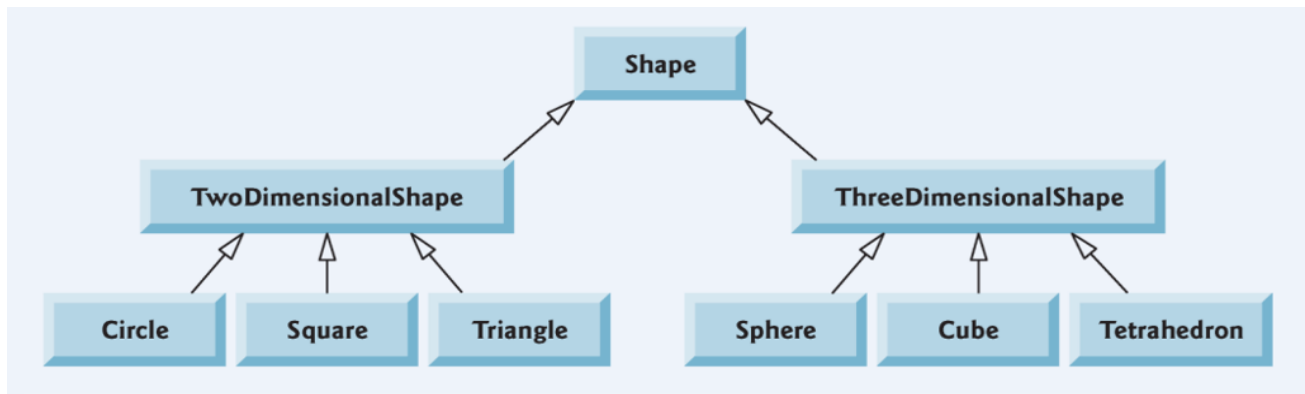 Shape
TwoDimensionalShape
ThreeDimensionalShape
Circle
Square
Triangle
Sphere
Cube
Tetrahedron